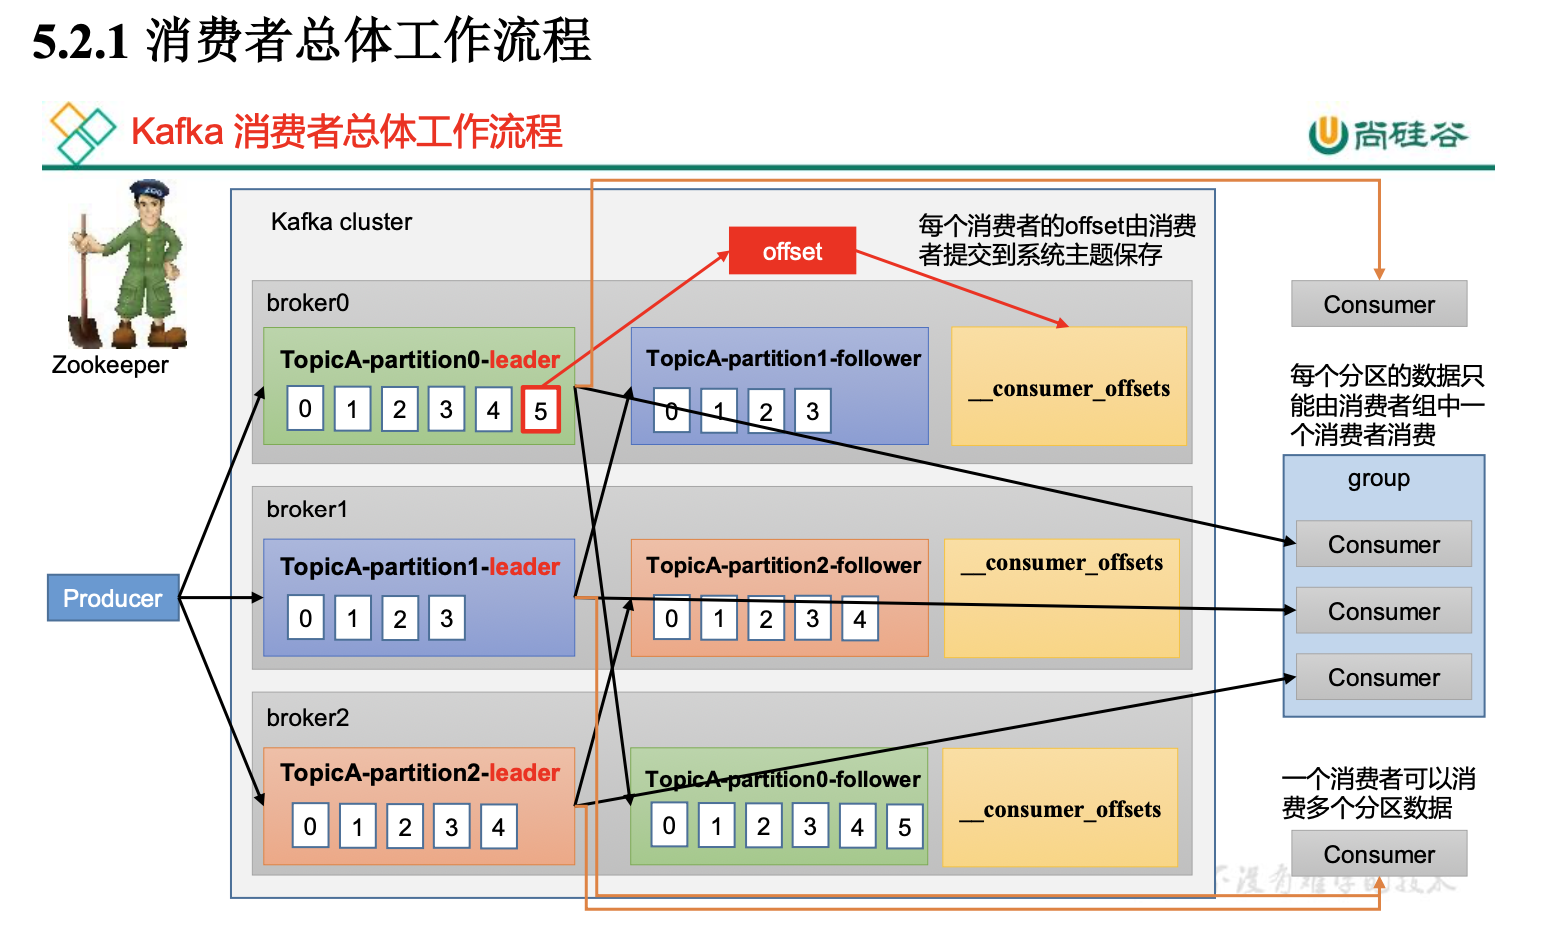 5.2.1 消费者总体工作流程
Kafka 消费者总体工作流程
尚硅谷
ZOO
Zookeeper
Kafka cluster
offset
每个消费者的offset由消费
者提交到系统主题保存
broker0
TopicA-partition0-leader
0 1 2 3 4 5
TopicA-partition1-follower
0 1 2 3
__consumer_offsets
broker1
TopicA-partition1-leader
0 1 2 3
TopicA-partition2-follower
0 1 2 3 4
__consumer_offsets
broker2
TopicA-partition2-leader
0 1 2 3 4
TopicA-partition0-follower
0 1 2 3 4 5
__consumer_offsets
Producer
Consumer
每个分区的数据只
能由消费者组中一
个消费者消费
group
Consumer
Consumer
Consumer
一个消费者可以消
费多个分区数据
Consumer
没有难学的技术